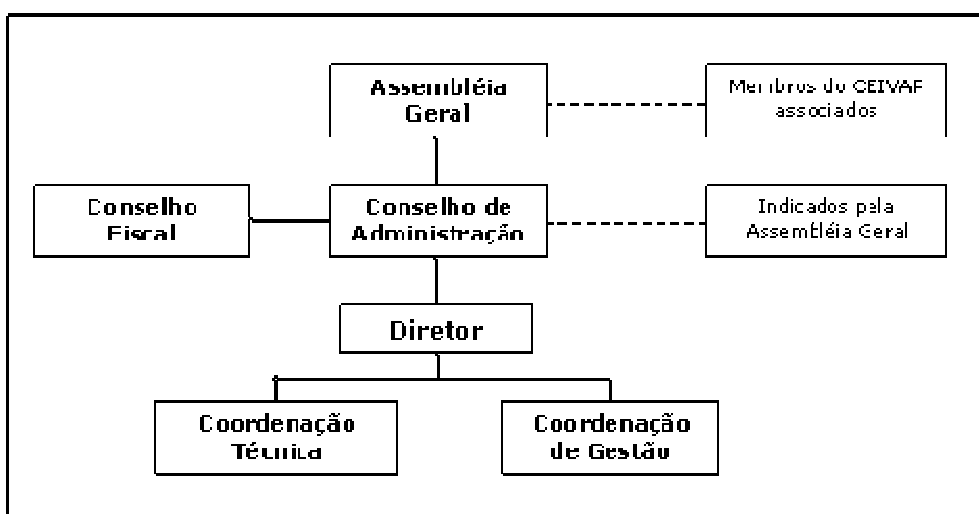 Assembléia
Geral
Membros do CEIVAP
associados
Conselho
Fiscal
Conselho de
Administração
Indicados pela
Assembléia Geral
Diretor
Coordenação
Técnica
Coordenação
de Gestão